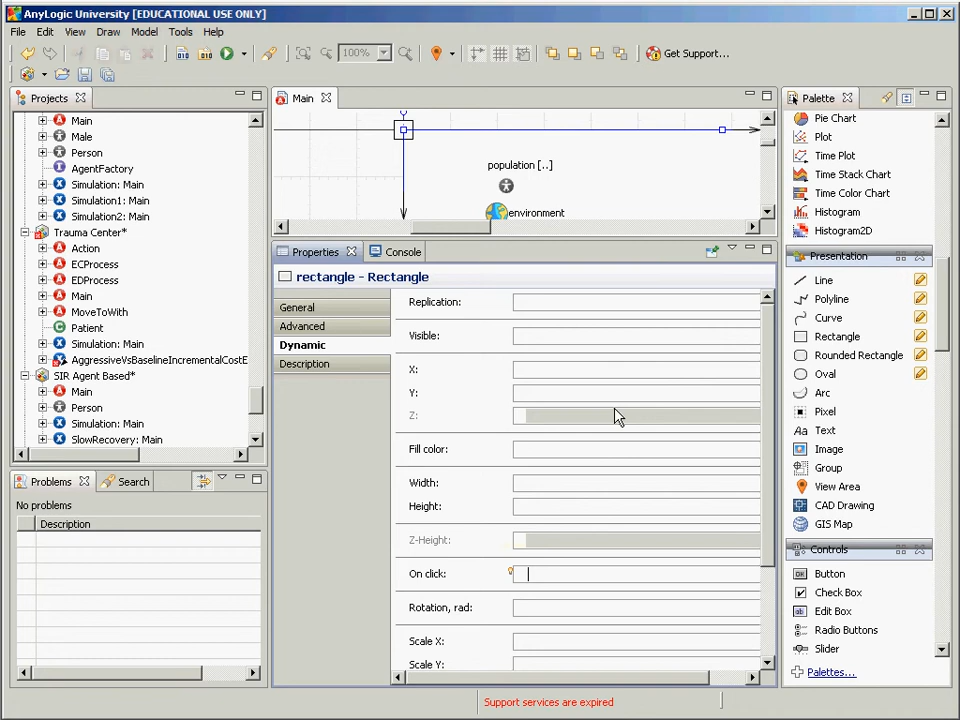 AnyLogic University [EDUCATIONAL USE ONLY]
File Edit View Draw Model Tools Help
100% Get Support...
Projects
Main
Male
Person
AgentFactory
Simulation: Main
Simulation1: Main
Simulation2: Main
Trauma Center*
Action
ECProcess
EDProcess
Main
MoveToWith
Patient
Simulation: Main
AggressiveVsBaselineIncrementalCostE
SIR Agent Based*
Main
Person
Simulation: Main
SlowRecovery: Main
Problems Search
No problems
Description
Main
population [..]
environment
Properties Console
rectangle - Rectangle
General
Advanced
Dynamic
Description
Replication:
Visible:
X:
Y:
Z:
Fill color:
Width:
Height:
Z-Height:
On click:
Rotation, rad:
Scale X:
Scale Y:
Palette
Pie Chart
Plot
Time Plot
Time Stack Chart
Time Color Chart
Histogram
Histogram2D
Presentation
Line
Polyline
Curve
Rectangle
Rounded Rectangle
Oval
Arc
Pixel
Aa Text
Image
Group
View Area
CAD Drawing
GIS Map
Controls
Button
Check Box
Edit Box
Radio Buttons
Slider
Palettes...
Support services are expired